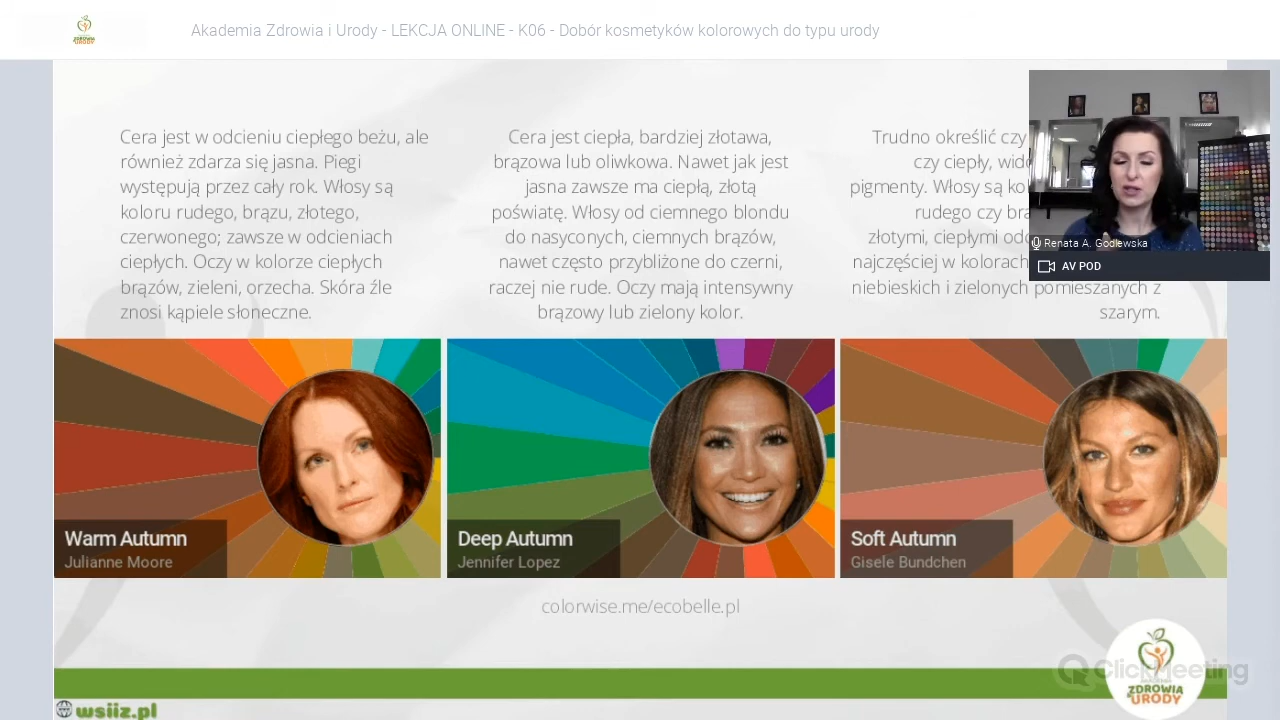 Akademia Zdrowia i Urody - LEKCJA ONLINE - K06 - Dobór kosmetyków kolorowych do typu urody
ZDROWIA
URODY
Cera jest w odcieniu ciepłego beżu, ale
również zdarza się jasna. Piegi
występują przez cały rok. Włosy są
koloru rudego, brązu, złotego,
czerwonego; zawsze w odcieniach
ciepłych. Oczy w kolorze ciepłych
brązów, zieleni, orzecha. Skóra źle
znosi kąpiele słoneczne.
Cera jest ciepła, bardziej złotawa,
brązowa lub oliwkowa. Nawet jak jest
jasna zawsze ma ciepłą, złotą
poświatę. Włosy od ciemnego blondu
do nasyconych, ciemnych brązów,
nawet często przybliżone do czerni,
raczej nie rude. Oczy mają intensywny
brązowy lub zielony kolor.
Trudno określić czy
czy ciepły,
pigmenty. Włosy są
rudego czy
złotymi, ciepłymi
najczęściej w kolorach
niebieskich i zielonych pomieszanych z
szarym.
Renata A. Godlewska
AV POD
Warm Autumn
Julianne Moore
Deep Autumn
Jennifer Lopez
Soft Autumn
Gisele Bundchen
colorwise.me/ecobelle.pl
ClickMeeting
AKADEMIA
ZDROWIA
URODY
wsiiz.pl